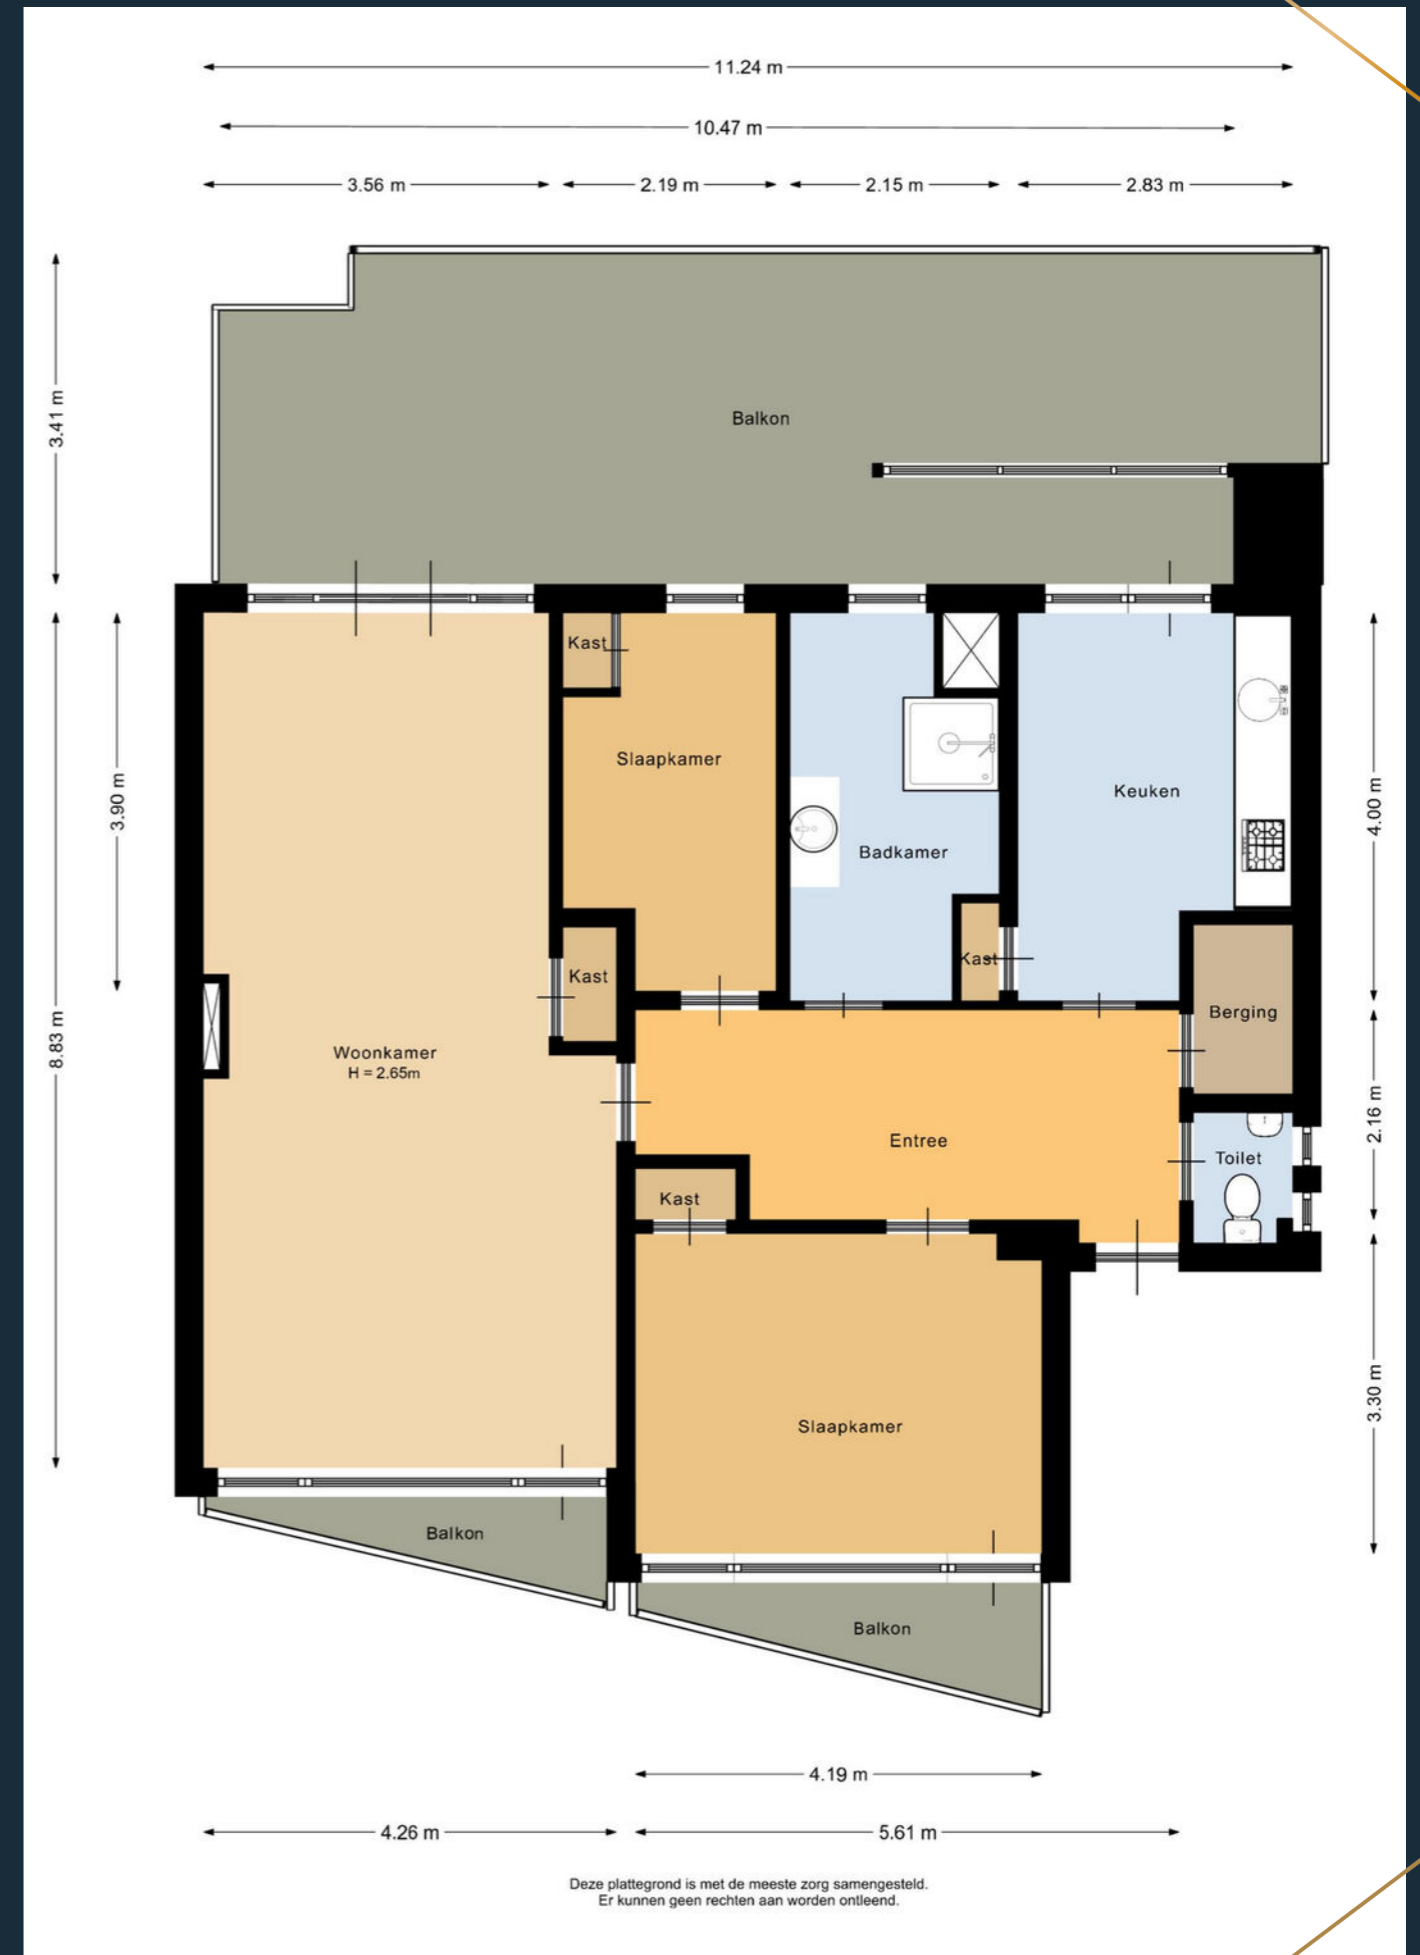 11.24 m
10.47 m
3.56 m
2.19 m
2.15 m
2.83 m
3.41 m
Balkon
Kast
Slaapkamer
Keuken
3.90 m
4.00 m
Badkamer
Kast
Kast
Berging
8.83 m
Woonkamer
H = 2.65m
2.16 m
Entree
Toilet
Kast
3.30 m
Slaapkamer
Balkon
Balkon
4.19 m
4.26 m
5.61 m
Deze plattegrond is met de meeste zorg samengesteld.
Er kunnen geen rechten aan worden ontleend.